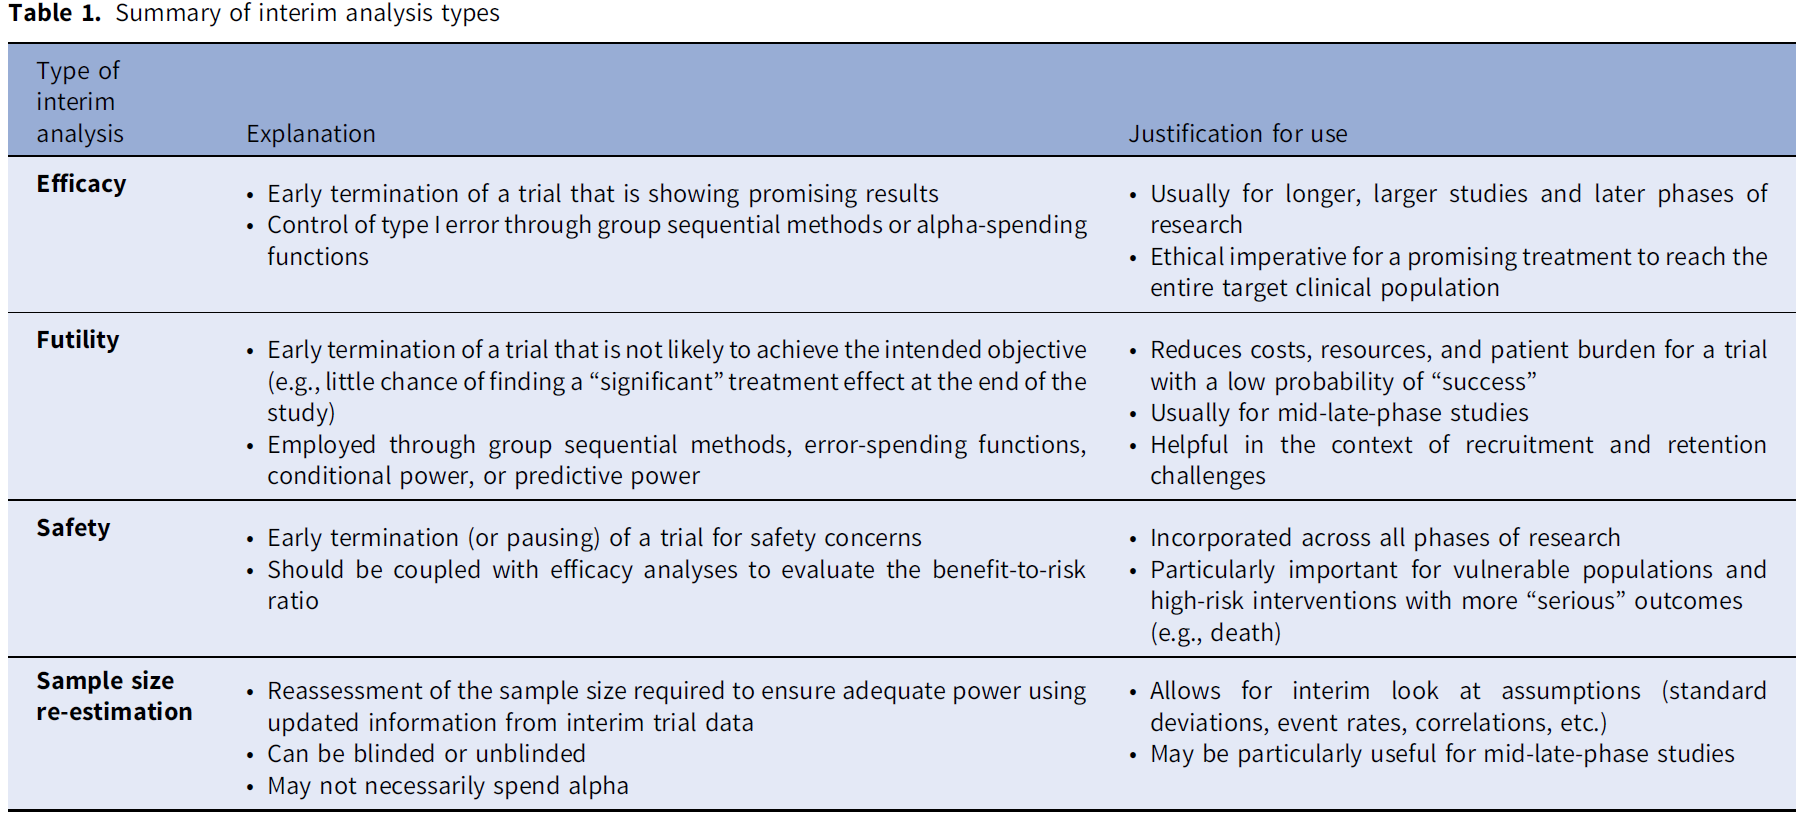 Table 1. Summary of interim analysis types
Type of
interim
analysis
Explanation
Justification for use
Efficacy
• Early termination of a trial that is showing promising results
• Control of type I error through group sequential methods or alpha-spending
functions
• Usually for longer, larger studies and later phases of
research
• Ethical imperative for a promising treatment to reach the
entire target clinical population
Futility
• Early termination of a trial that is not likely to achieve the intended objective
(e.g., little chance of finding a “significant” treatment effect at the end of the
study)
• Employed through group sequential methods, error-spending functions,
conditional power, or predictive power
• Reduces costs, resources, and patient burden for a trial
with a low probability of “success”
• Usually for mid-late-phase studies
• Helpful in the context of recruitment and retention
challenges
Safety
• Early termination (or pausing) of a trial for safety concerns
• Should be coupled with efficacy analyses to evaluate the benefit-to-risk
ratio
• Incorporated across all phases of research
• Particularly important for vulnerable populations and
high-risk interventions with more “serious” outcomes
(e.g., death)
Sample size
re-estimation
• Reassessment of the sample size required to ensure adequate power using
updated information from interim trial data
• Can be blinded or unblinded
• May not necessarily spend alpha
• Allows for interim look at assumptions (standard
deviations, event rates, correlations, etc.)
• May be particularly useful for mid-late-phase studies